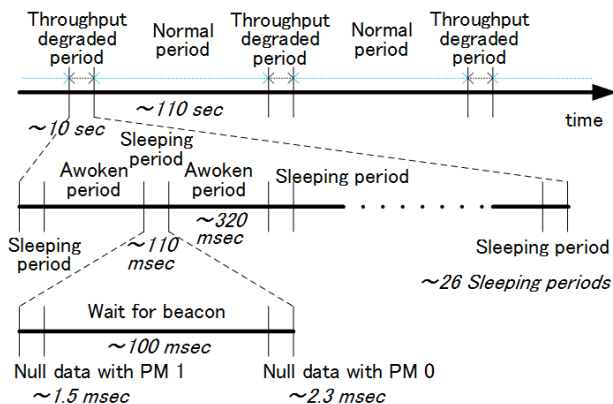 Throughput
degraded
period
Normal
period
Throughput
degraded
period
Normal
period
Throughput
degraded
period
~110 sec
time
~10 sec
Sleeping
period
Awoken
period
Awoken
period
Sleeping period
~320
msec
Sleeping
period
~110
msec
Sleeping period
~26 Sleeping periods
Wait for beacon
~100 msec
Null data with PM 1
~1.5 msec
Null data with PM 0
~2.3 msec